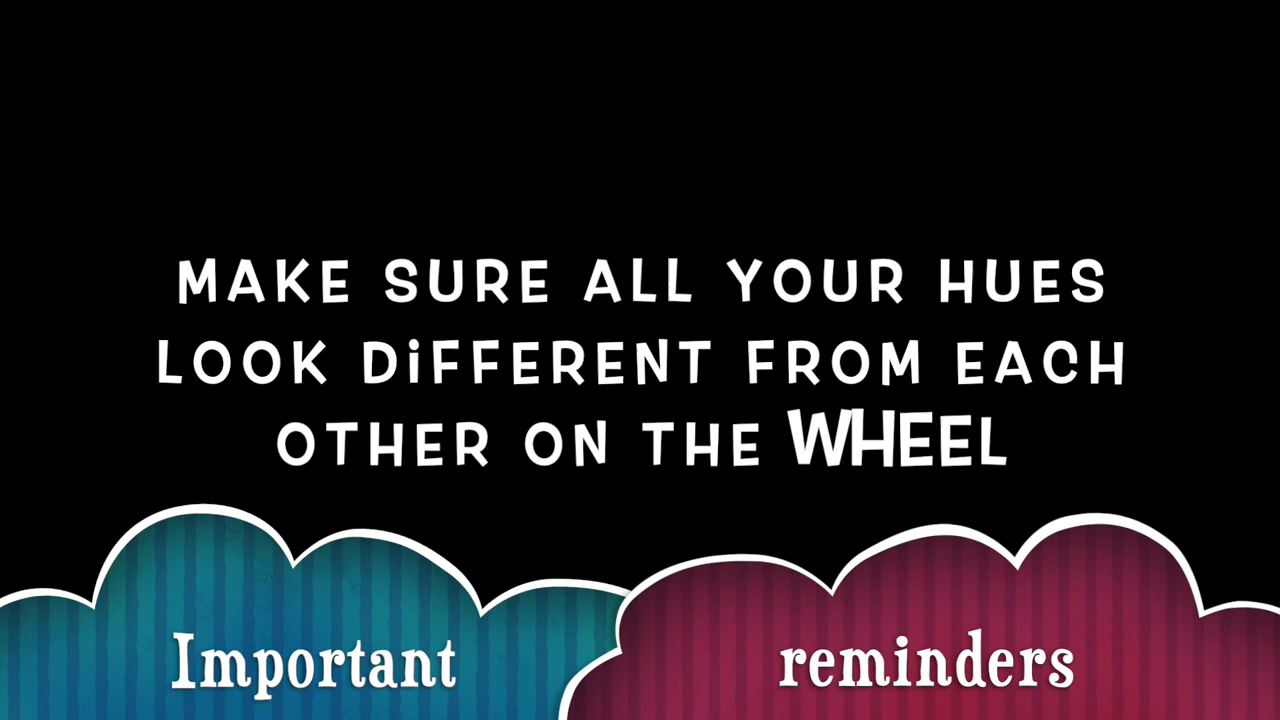 MAKE SURE ALL YOUR HUES
LOOK DiFFERENT FROM EACH
OTHER ON THE WHEEL
Important reminders